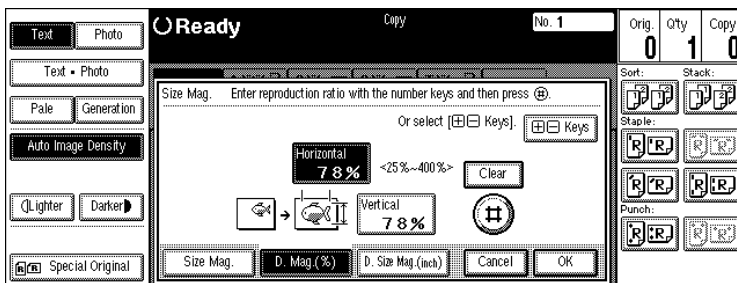 Text
Photo
Text • Photo
Pale
Generation
Auto Image Density
Lighter
Darker
Special Original
Ready
Copy
No. 1
Size Mag.
Enter reproduction ratio with the number keys and then press (#).
Or select [+− Keys].
+− Keys
Horizontal
78%
<25%~400%>
Clear
Vertical
78%
#
Size Mag.
D. Mag.(%)
D. Size Mag.(inch)
Cancel
OK
Orig.
Q'ty
Copy
0
1
0
Sort:
Stack:
Staple:
Punch: